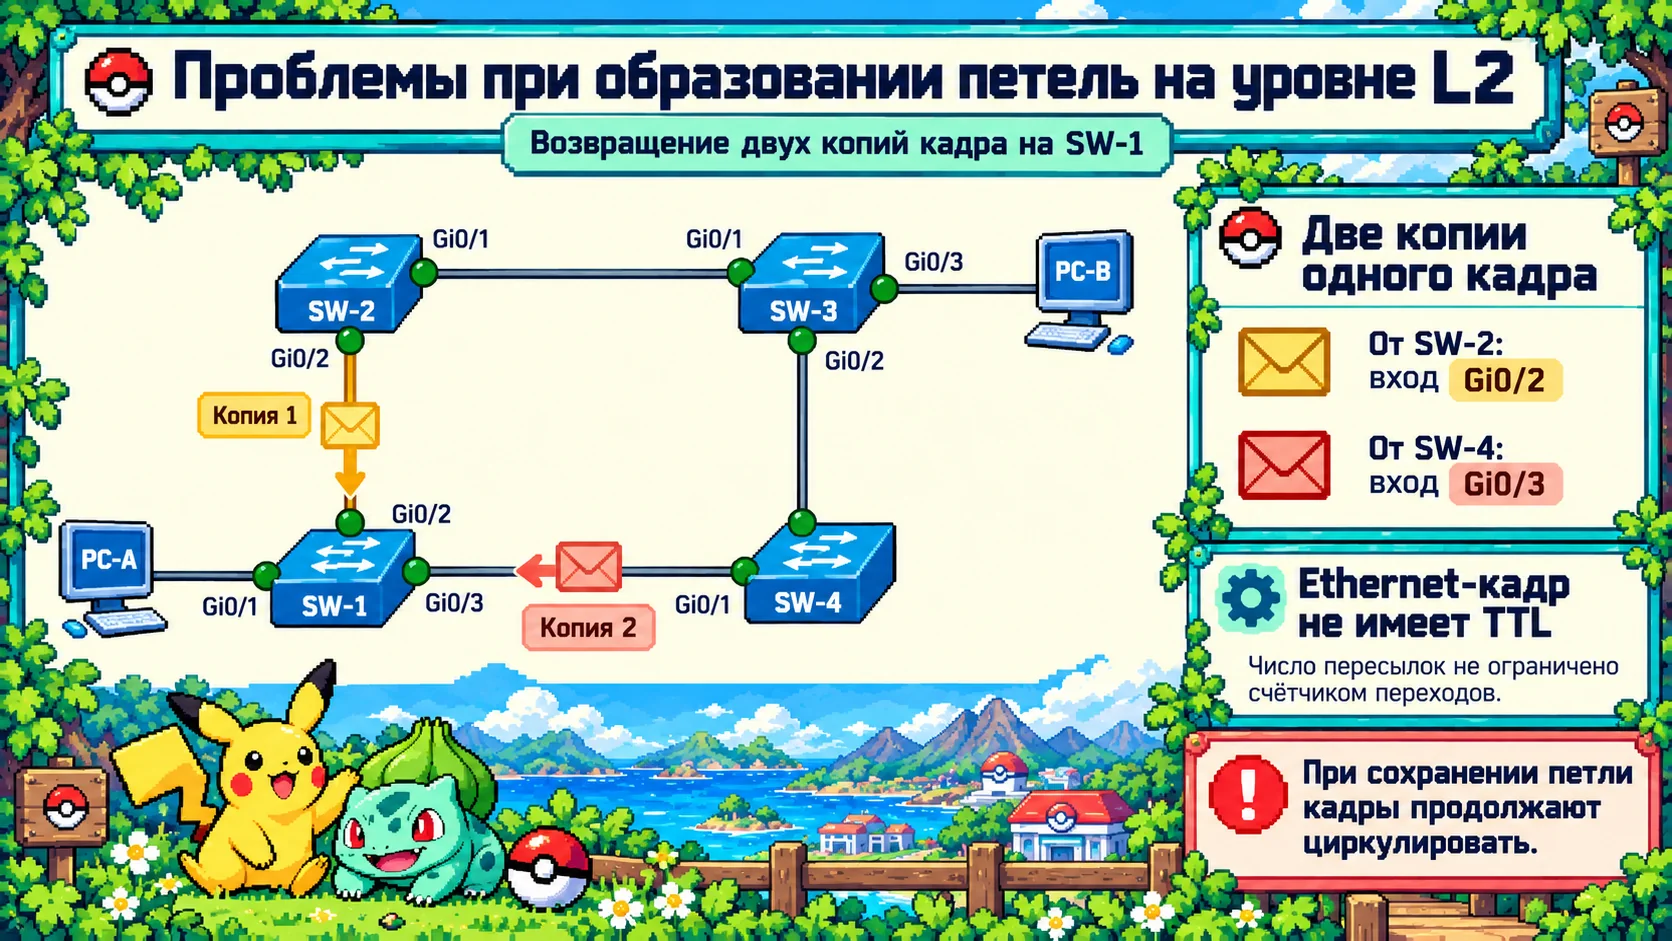 Проблемы при образовании петель на уровне L2
Возвращение двух копий кадра на SW-1
Gi0/1
Gi0/1
Gi0/3
PC-B
SW-2
SW-3
Gi0/2
Gi0/2
Копия 1
Gi0/2
PC-A
SW-1
SW-4
Gi0/1
Gi0/3
Gi0/1
Копия 2
Две копии
одного кадра
От SW-2:
вход Gi0/2
От SW-4:
вход Gi0/3
Ethernet-кадр
не имеет TTL
Число пересылок не ограничено
счётчиком переходов.
!
При сохранении петли
кадры продолжают
циркулировать.